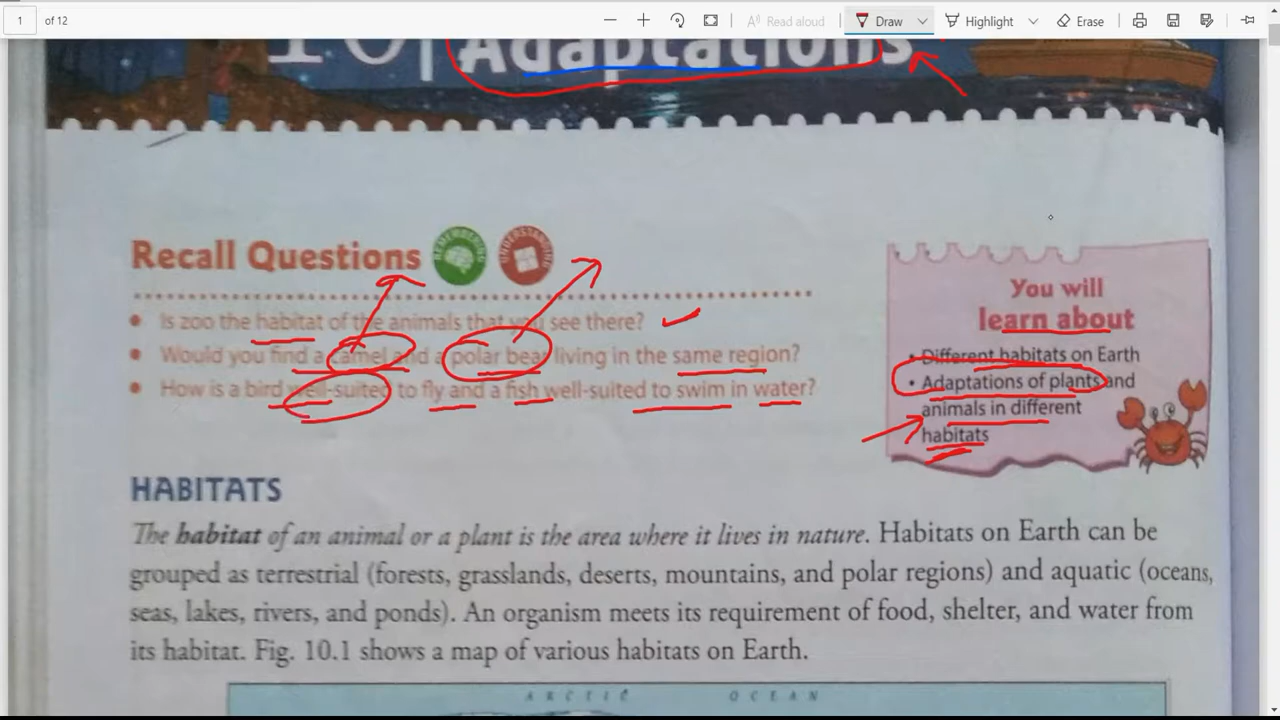 1 of 12 Read aloud Draw Highlight Erase
10 Adaptations
Recall Questions REMEMBERING UNDERSTANDING
• Is zoo the habitat of the animals that you see there?
• Would you find a camel and a polar bear living in the same region?
• How is a bird well-suited to fly and a fish well-suited to swim in water?
You will
learn about
• Different habitats on Earth
• Adaptations of plants and
animals in different
habitats
HABITATS
The habitat of an animal or a plant is the area where it lives in nature. Habitats on Earth can be
grouped as terrestrial (forests, grasslands, deserts, mountains, and polar regions) and aquatic (oceans,
seas, lakes, rivers, and ponds). An organism meets its requirement of food, shelter, and water from
its habitat. Fig. 10.1 shows a map of various habitats on Earth.
ARCTIC OCEAN